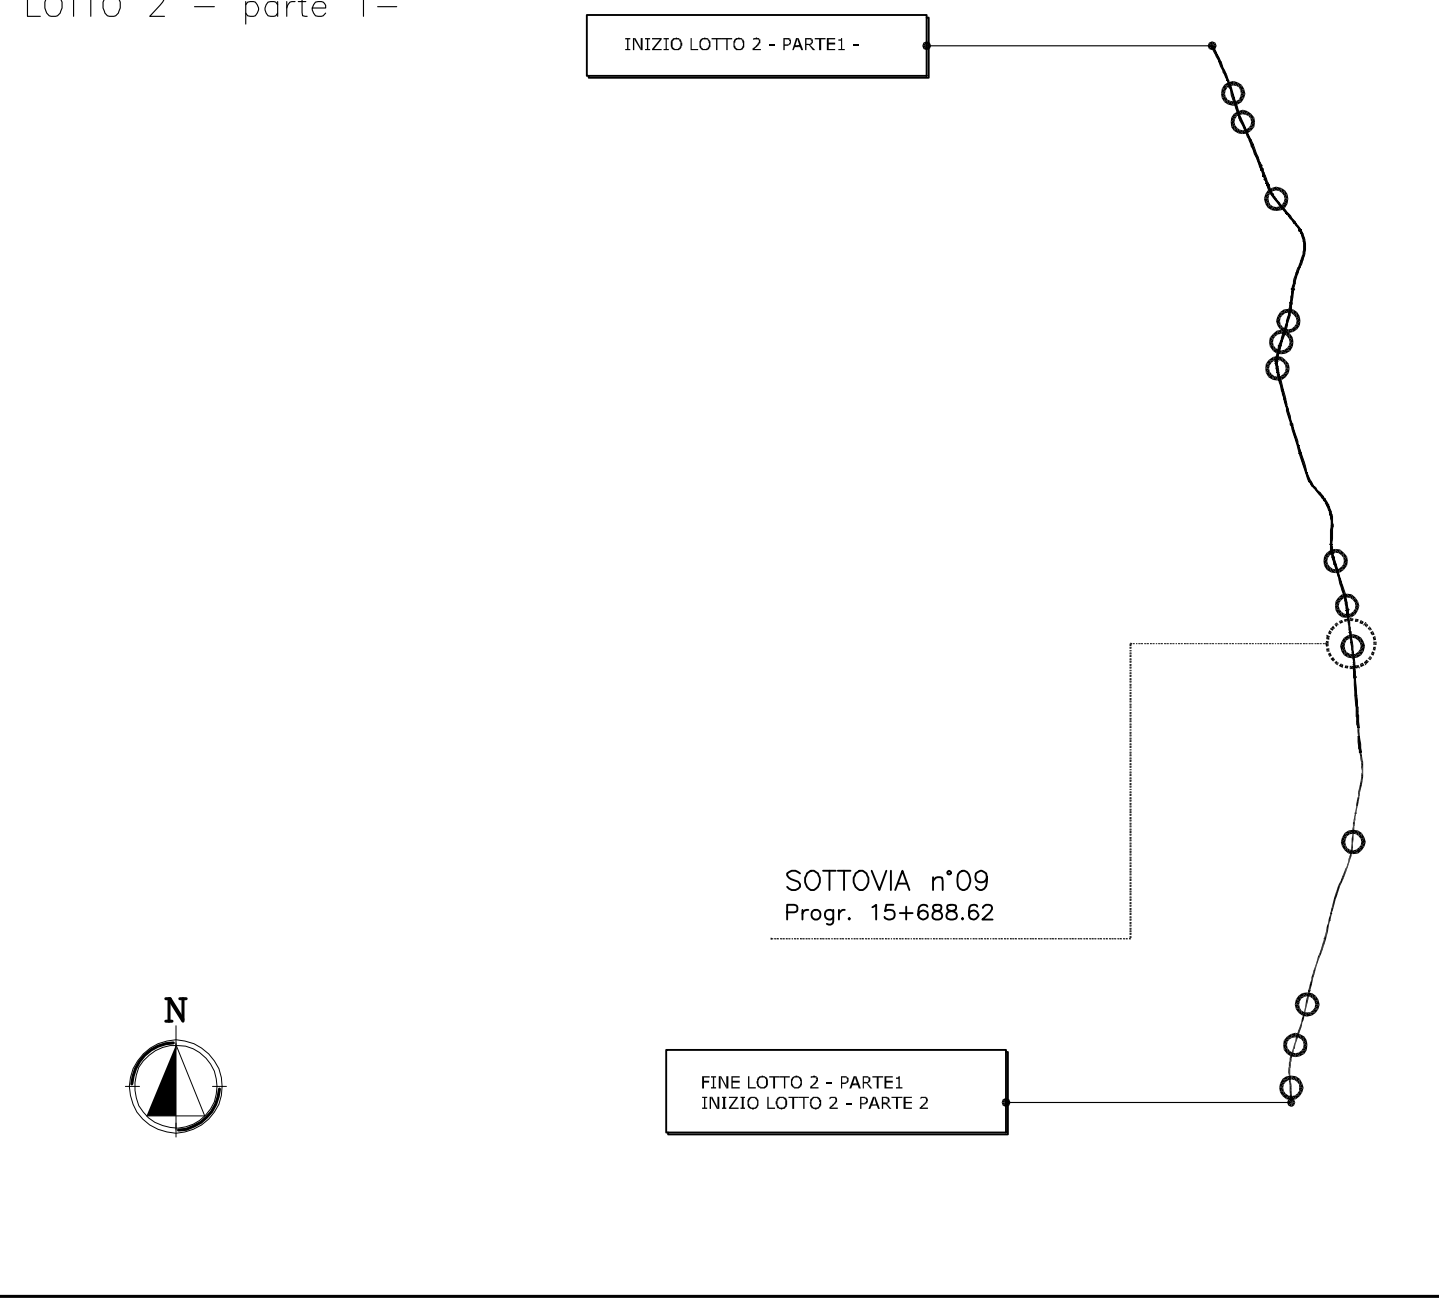 LOTTO 2 - parte 1-
INIZIO LOTTO 2 - PARTE1 -
SOTTOVIA n°09
Progr. 15+688.62
N
FINE LOTTO 2 - PARTE1
INIZIO LOTTO 2 - PARTE 2